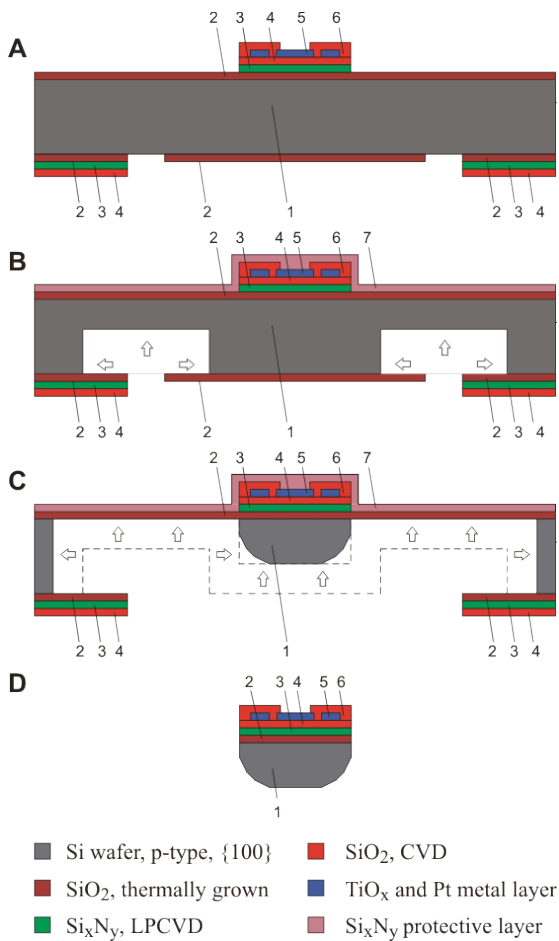 2 3 4 5 6
A
2 3 4 2 1 2 3 4
2 3 4 5 6 7
B
2 3 4 2 1 2 3 4
2 3 4 5 6 7
C
2 3 4 1 2 3 4
D
2 3 4 5 6
1
Si wafer, p-type, {100} SiO2, CVD
SiO2, thermally grown TiOx and Pt metal layer
SixNy, LPCVD SixNy protective layer